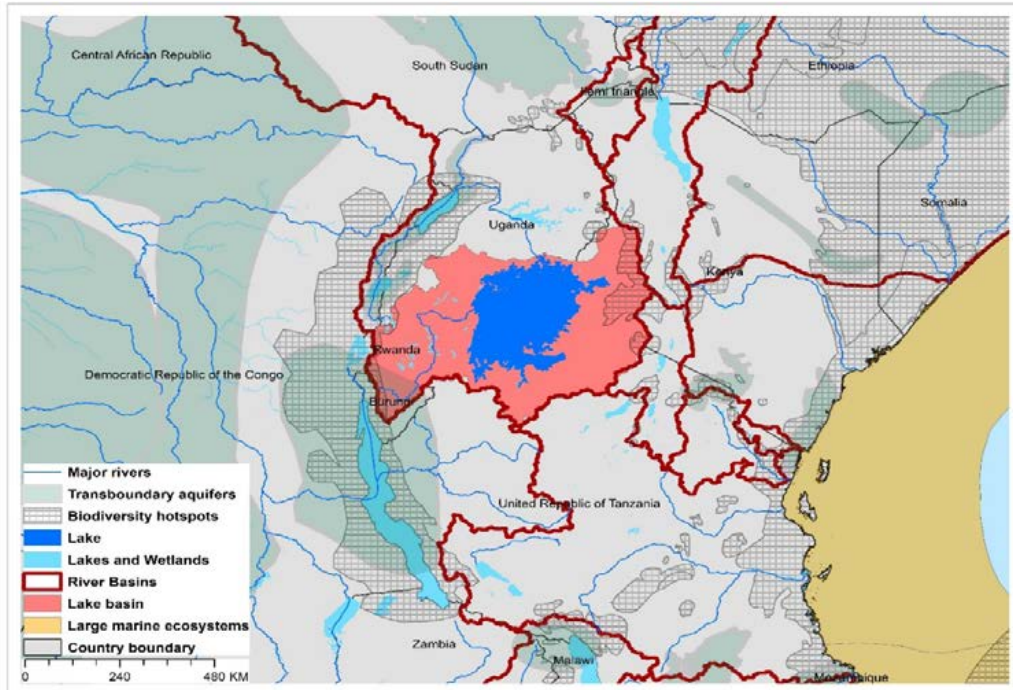 Central African Republic
South Sudan
Ethiopia
Ilemi triangle
Somalia
Uganda
Kenya
Rwanda
Democratic Republic of the Congo
Burundi
United Republic of Tanzania
Zambia
Malawi
Mozambique
Major rivers
Transboundary aquifers
Biodiversity hotspots
Lake
Lakes and Wetlands
River Basins
Lake basin
Large marine ecosystems
Country boundary
0 240 480 KM